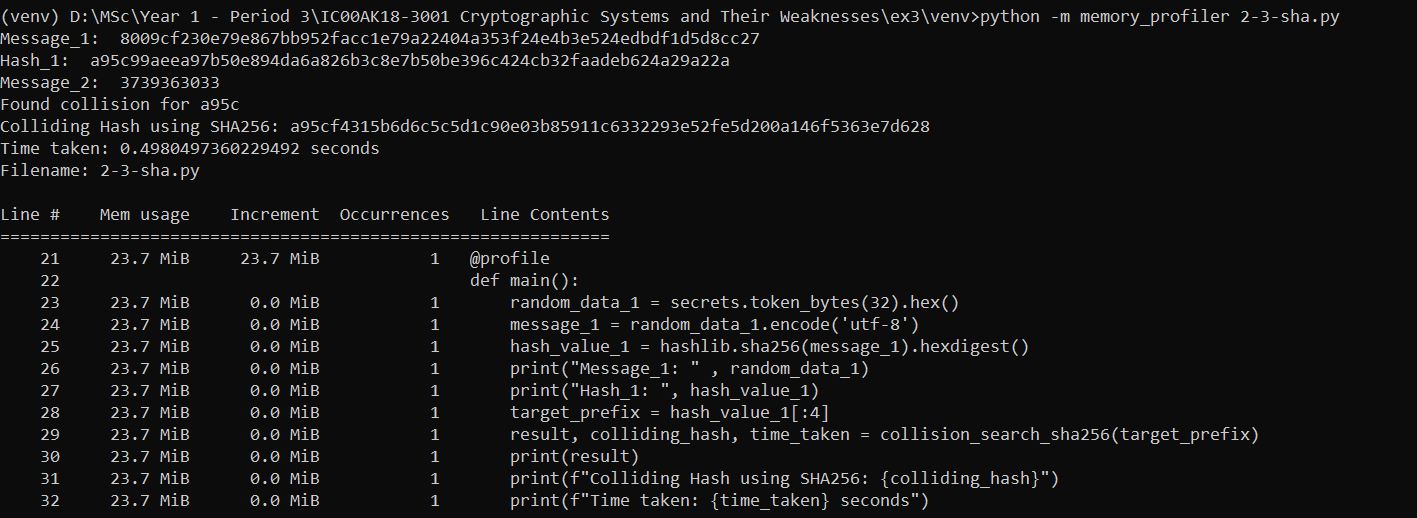 (venv) D:\MSc\Year 1 - Period 3\IC00AK18-3001 Cryptographic Systems and Their Weaknesses\ex3\venv>python -m memory_profiler 2-3-sha.py
Message_1:  8009cf230e79e867bb952facc1e79a22404a353f24e4b3e524edbdf1d5d8cc27
Hash_1:  a95c99aeea97b50e894da6a826b3c8e7b50be396c424cb32faadeb624a29a22a
Message_2:  3739363033
Found collision for a95c
Colliding Hash using SHA256: a95cf4315b6d6c5c5d1c90e03b85911c6332293e52fe5d200a146f5363e7d628
Time taken: 0.4980497360229492 seconds
Filename: 2-3-sha.py
Line #    Mem usage    Increment  Occurrences   Line Contents
=============================================================
    21     23.7 MiB     23.7 MiB           1   @profile
    22                                         def main():
    23     23.7 MiB      0.0 MiB           1       random_data_1 = secrets.token_bytes(32).hex()
    24     23.7 MiB      0.0 MiB           1       message_1 = random_data_1.encode('utf-8')
    25     23.7 MiB      0.0 MiB           1       hash_value_1 = hashlib.sha256(message_1).hexdigest()
    26     23.7 MiB      0.0 MiB           1       print("Message_1: " , random_data_1)
    27     23.7 MiB      0.0 MiB           1       print("Hash_1: ", hash_value_1)
    28     23.7 MiB      0.0 MiB           1       target_prefix = hash_value_1[:4]
    29     23.7 MiB      0.0 MiB           1       result, colliding_hash, time_taken = collision_search_sha256(target_prefix)
    30     23.7 MiB      0.0 MiB           1       print(result)
    31     23.7 MiB      0.0 MiB           1       print(f"Colliding Hash using SHA256: {colliding_hash}")
    32     23.7 MiB      0.0 MiB           1       print(f"Time taken: {time_taken} seconds")